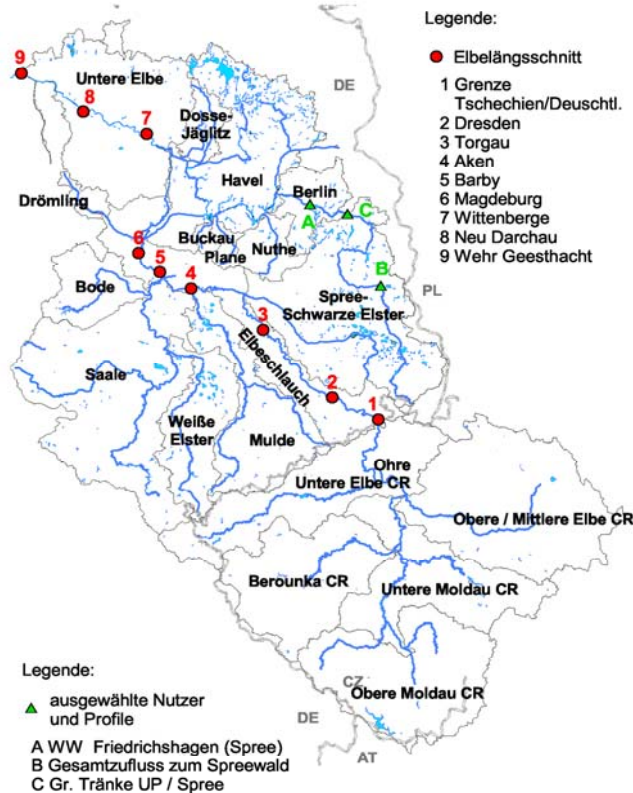 Legende:
Elbelängsschnitt
1 Grenze
Tschechien/Deuschtl.
2 Dresden
3 Torgau
4 Aken
5 Barby
6 Magdeburg
7 Wittenberge
8 Neu Darchau
9 Wehr Geesthacht
9
Untere Elbe
DE
8
7
Dosse-
Jäglitz
Havel
Berlin
Drömling
A
C
6
Buckau
Plane
Nuthe
5
4
B
Bode
PL
Spree-
Schwarze Elster
3
Elbeschlauch
Saale
2
1
Weiße
Elster
Mulde
Ohre
Untere Elbe CR
Obere / Mittlere Elbe CR
Berounka CR
Untere Moldau CR
CZ
Obere Moldau CR
DE
AT
Legende:
ausgewählte Nutzer
und Profile
A WW Friedrichshagen (Spree)
B Gesamtzufluss zum Spreewald
C Gr. Tränke UP / Spree